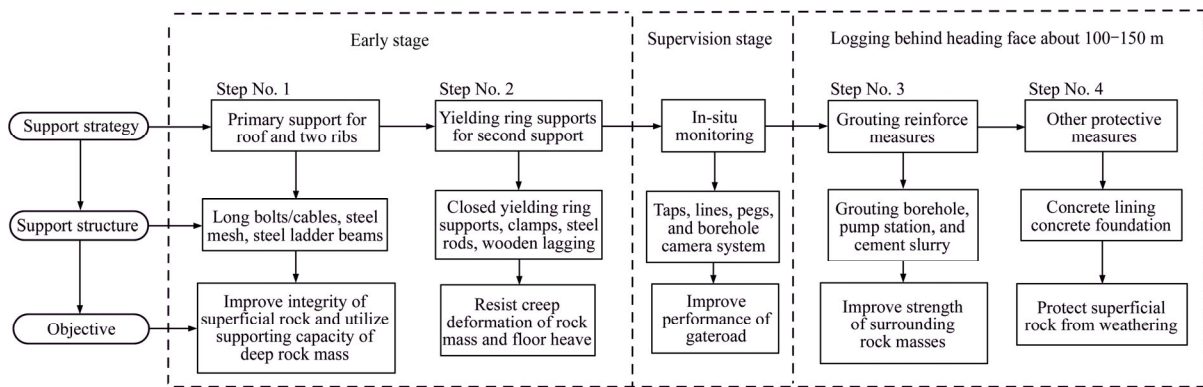 Early stage
Supervision stage
Logging behind heading face about 100−150 m
Step No. 1
Step No. 2
Step No. 3
Step No. 4
Support strategy
Primary support for
roof and two ribs
Yielding ring supports
for second support
In-situ
monitoring
Grouting reinforce
measures
Other protective
measures
Support structure
Long bolts/cables, steel
mesh, steel ladder beams
Closed yielding ring
supports, clamps, steel
rods, wooden lagging
Taps, lines, pegs,
and borehole
camera system
Grouting borehole,
pump station, and
cement slurry
Concrete lining
concrete foundation
Objective
Improve integrity of
superficial rock and utilize
supporting capacity of
deep rock mass
Resist creep
deformation of rock
mass and floor heave
Improve
performance of
gateroad
Improve strength
of surrounding
rock masses
Protect superficial
rock from weathering